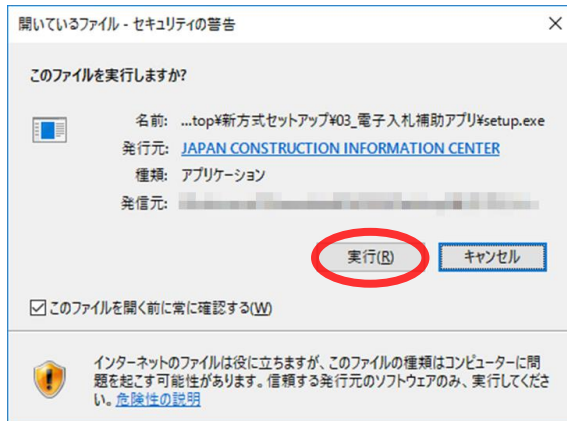 開いているファイル - セキュリティの警告
このファイルを実行しますか?
名前: ...top¥新方式セットアップ¥03_電子入札補助アプリ¥setup.exe
発行元: JAPAN CONSTRUCTION INFORMATION CENTER
種類: アプリケーション
発信元:
実行(R) キャンセル
このファイルを開く前に常に確認する(W)
インターネットのファイルは役に立ちますが、このファイルの種類はコンピューターに問
題を起こす可能性があります。信頼する発行元のソフトウェアのみ、実行してくださ
い。危険性の説明